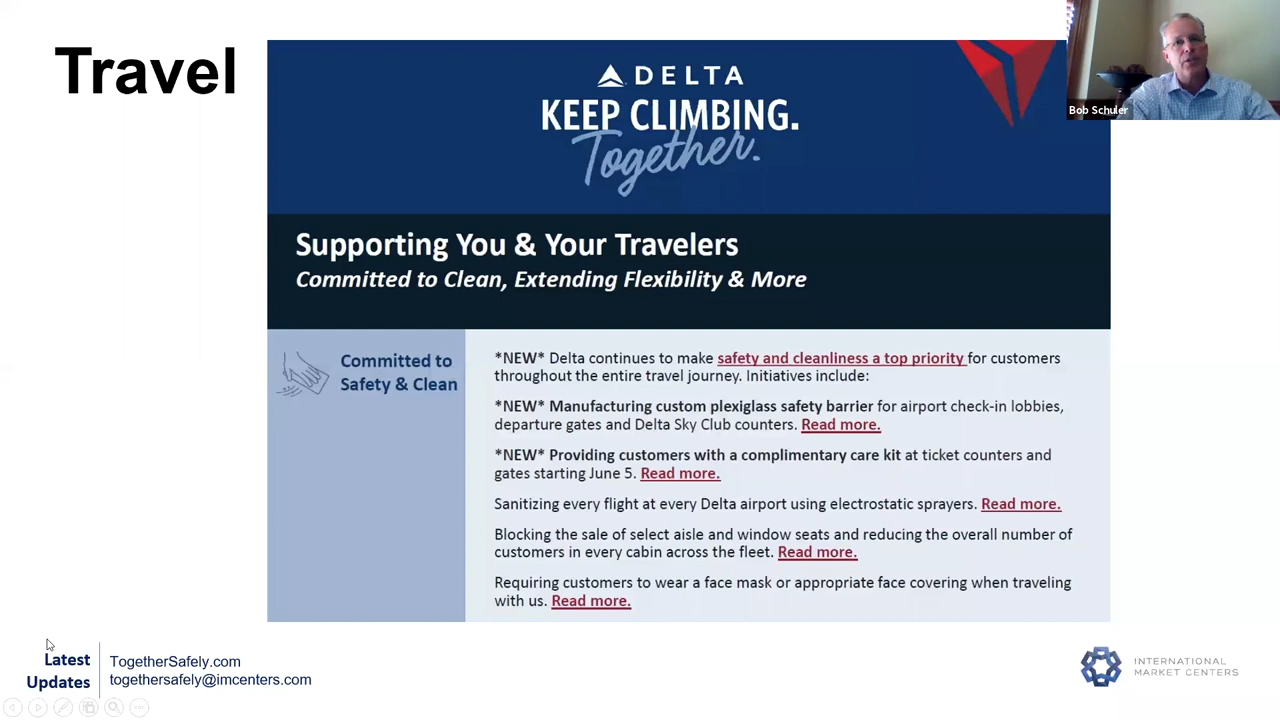 Travel
DELTA
KEEP CLIMBING.
Together.
Bob Schuler
Supporting You & Your Travelers
Committed to Clean, Extending Flexibility & More
Committed to
Safety & Clean
*NEW* Delta continues to make safety and cleanliness a top priority for customers
throughout the entire travel journey. Initiatives include:
*NEW* Manufacturing custom plexiglass safety barrier for airport check-in lobbies,
departure gates and Delta Sky Club counters. Read more.
*NEW* Providing customers with a complimentary care kit at ticket counters and
gates starting June 5. Read more.
Sanitizing every flight at every Delta airport using electrostatic sprayers. Read more.
Blocking the sale of select aisle and window seats and reducing the overall number of
customers in every cabin across the fleet. Read more.
Requiring customers to wear a face mask or appropriate face covering when traveling
with us. Read more.
Latest
Updates
TogetherSafely.com
togethersafely@imcenters.com
INTERNATIONAL
MARKET CENTERS